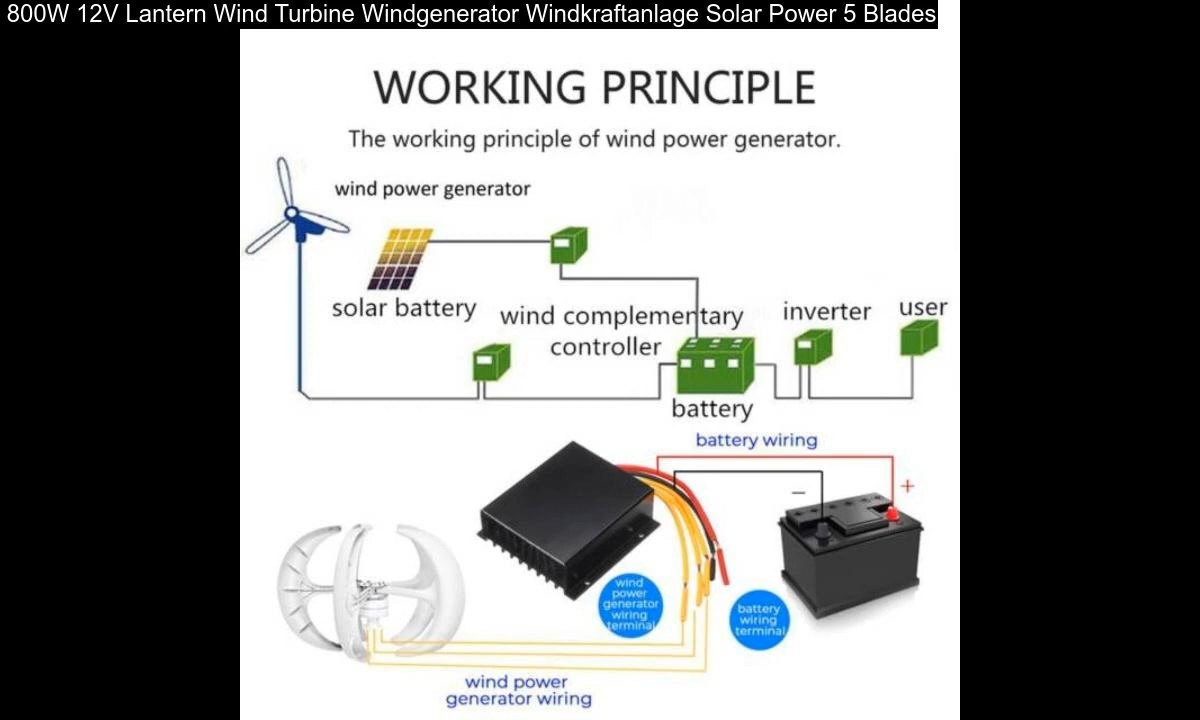 800W 12V Lantern Wind Turbine Windgenerator Windkraftanlage Solar Power 5 Blades
WORKING PRINCIPLE
The working principle of wind power generator.
wind power generator
solar battery
wind complementary
controller
inverter
user
battery
battery wiring
−
+
wind
power
generator
wiring
terminal
battery
wiring
terminal
wind power
generator wiring